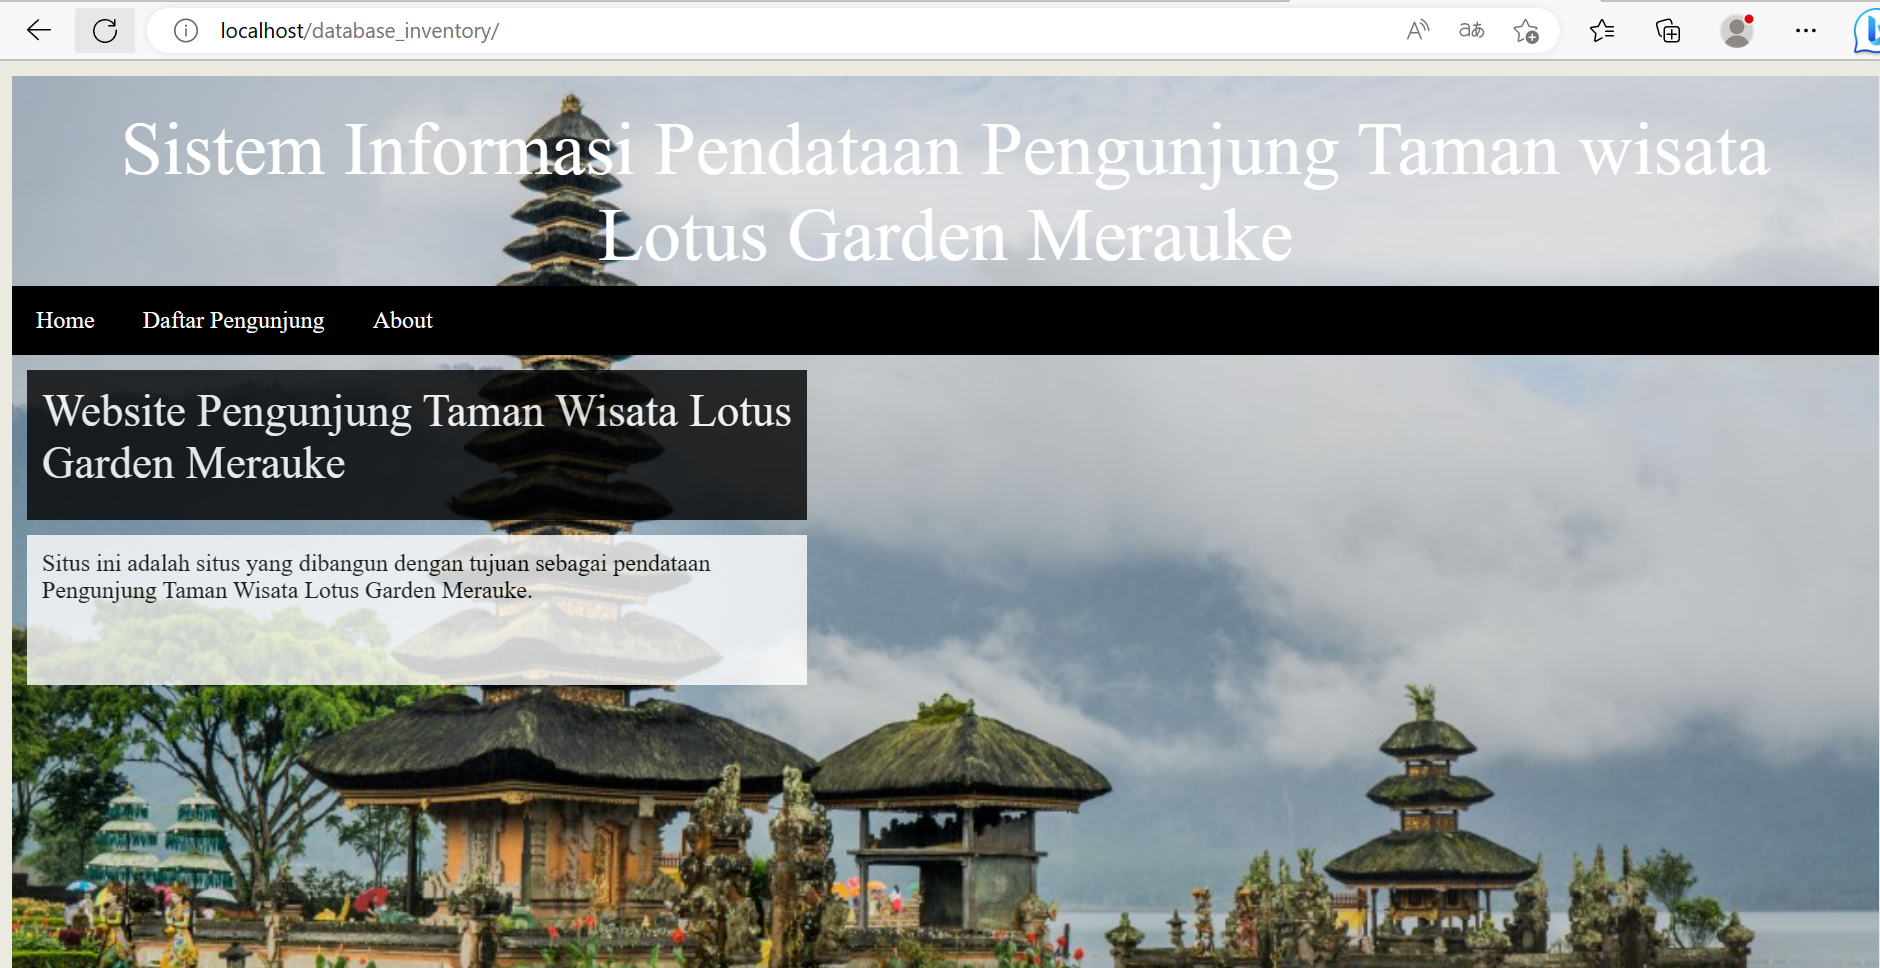 localhost/database_inventory/
Sistem Informasi Pendataan Pengunjung Taman wisata
Lotus Garden Merauke
Home Daftar Pengunjung About
Website Pengunjung Taman Wisata Lotus
Garden Merauke
Situs ini adalah situs yang dibangun dengan tujuan sebagai pendataan
Pengunjung Taman Wisata Lotus Garden Merauke.